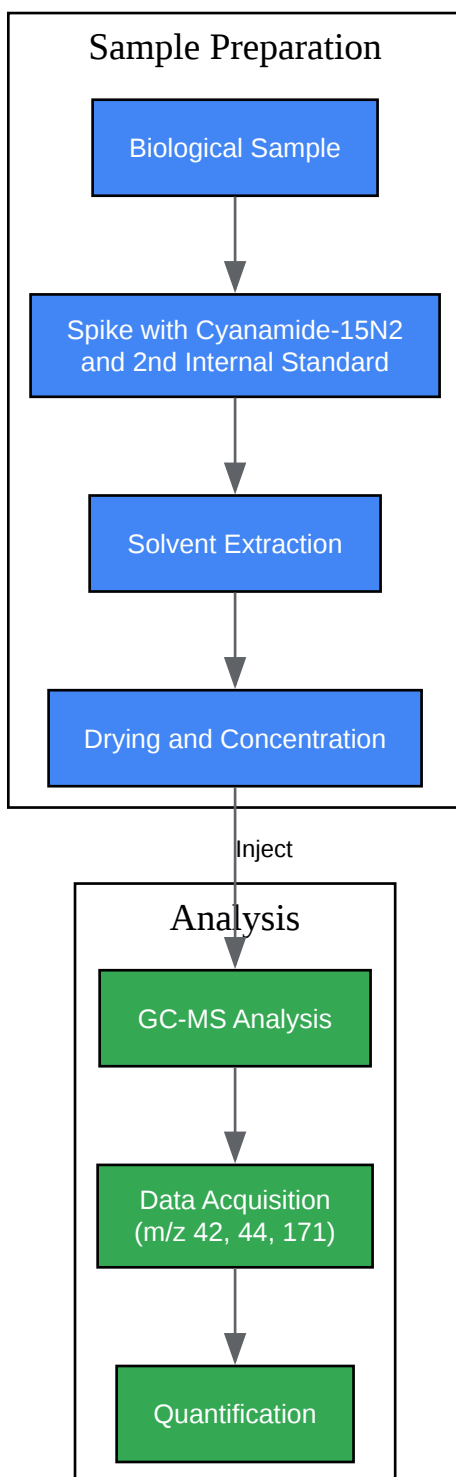 Sample Preparation
Biological Sample
Spike with Cyanamide-15N2
and 2nd Internal Standard
Solvent Extraction
Drying and Concentration
Inject
Analysis
GC-MS Analysis
Data Acquisition
(m/z 42, 44, 171)
Quantification